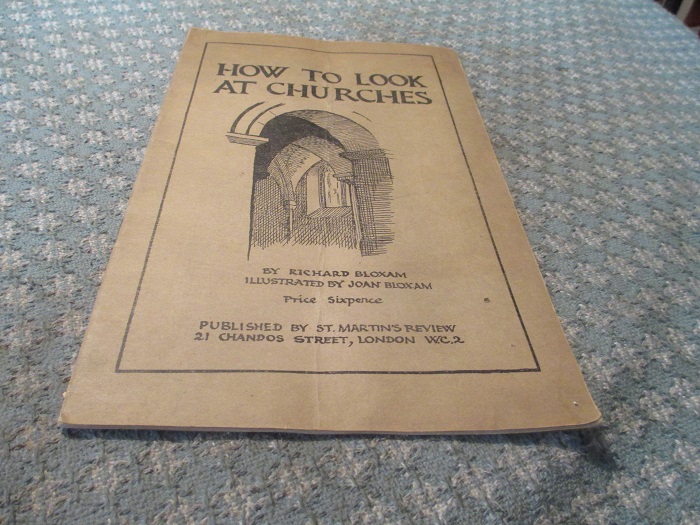 HOW TO LOOK
AT CHURCHES
BY RICHARD BLOXAM
ILLUSTRATED BY JOAN BLOXAM
Price Sixpence
PUBLISHED BY ST. MARTIN'S REVIEW
21 CHANDOS STREET, LONDON W.C.2